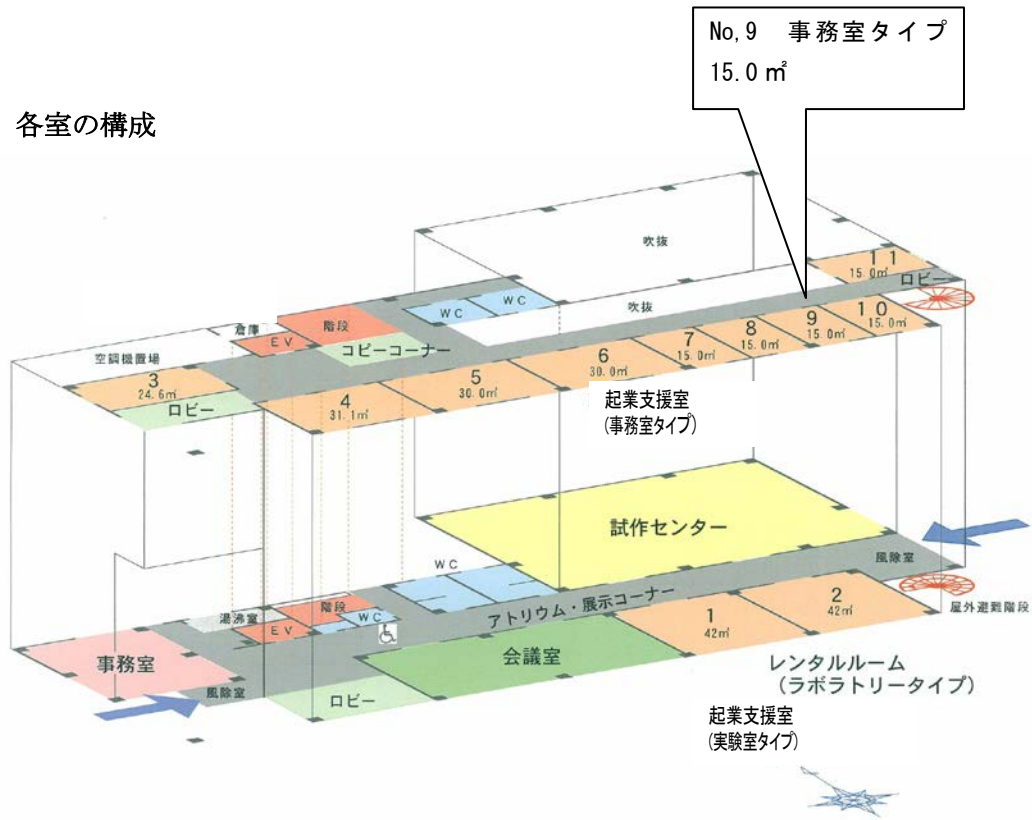 No,9　事務室タイプ
15.0㎡
各室の構成
吹抜
11
15.0㎡
ロビー
WC
WC
吹抜
倉庫
階段
EV
コピーコーナー
空調機置場
3
24.6㎡
ロビー
4
31.1㎡
5
30.0㎡
6
30.0㎡
7
15.0㎡
8
15.0㎡
9
15.0㎡
10
15.0㎡
起業支援室
(事務室タイプ)
試作センター
風除室
WC
アトリウム・展示コーナー
湯沸室
階段
WC
EV
屋外避難階段
1
42㎡
2
42㎡
会議室
事務室
風除室
ロビー
レンタルルーム
（ラボラトリータイプ）
起業支援室
(実験室タイプ)